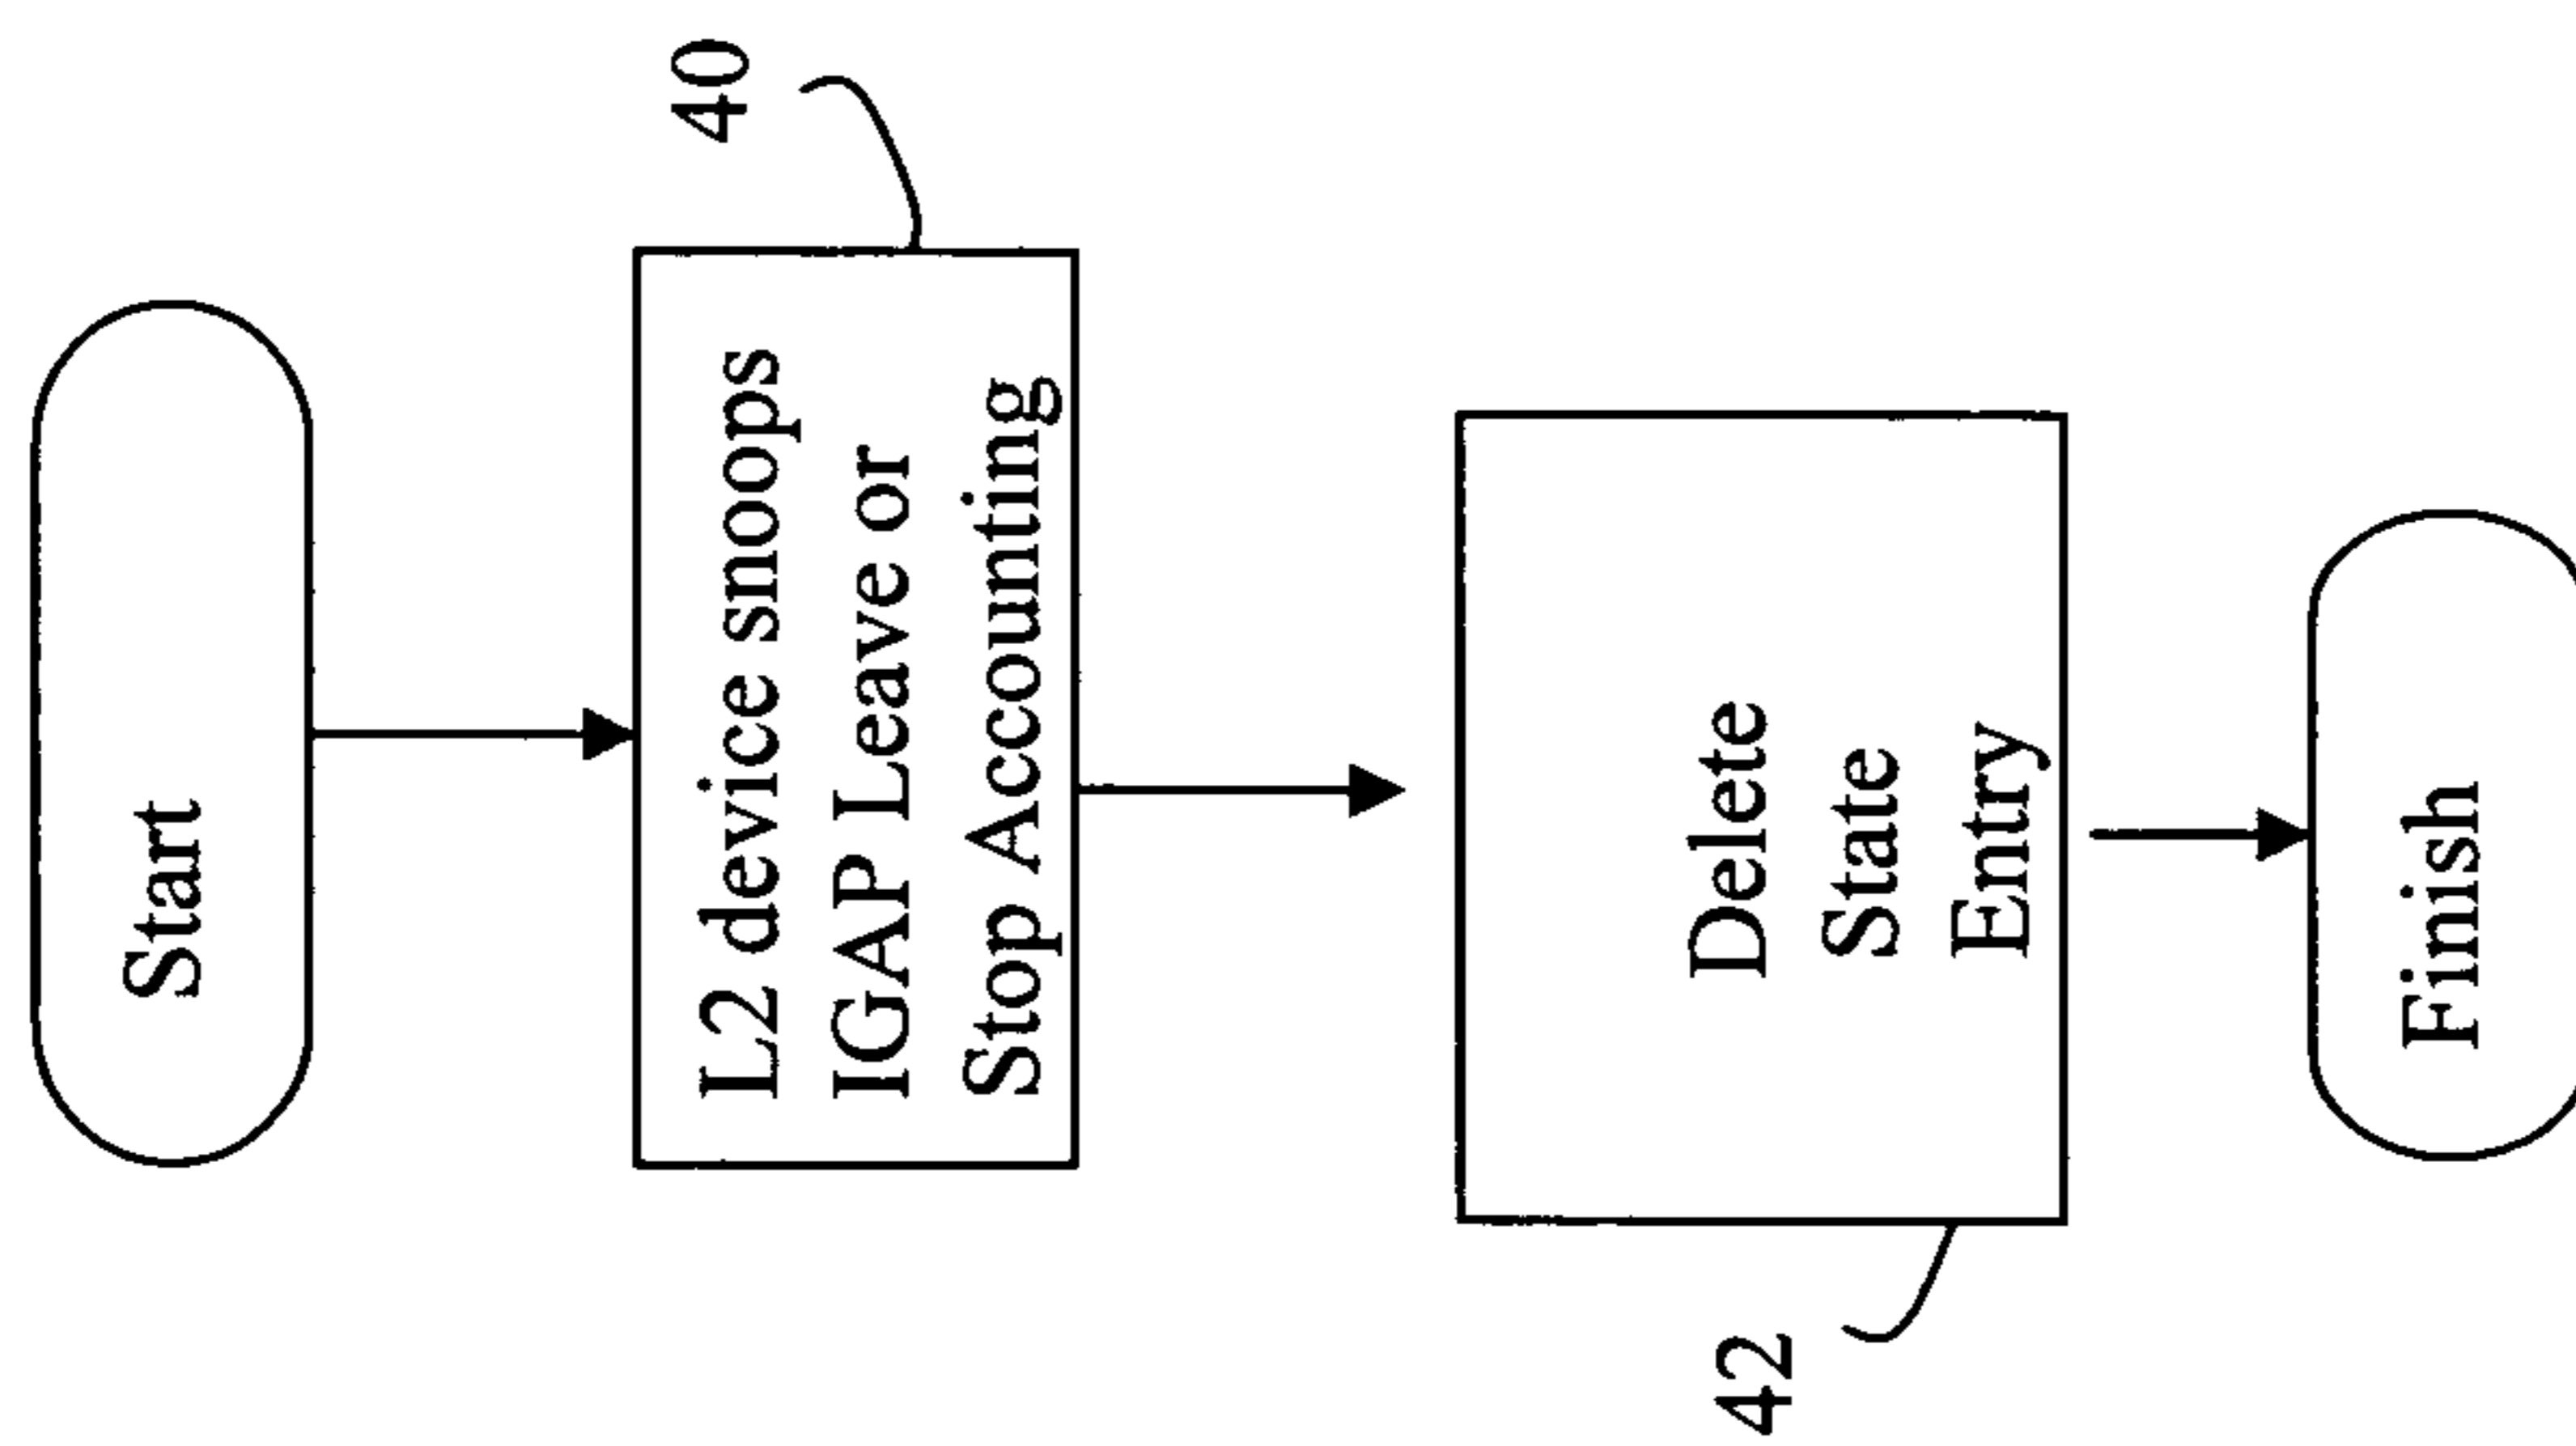 Start
40
L2 device snoops
IGAP Leave or
Stop Accounting
Delete
State
Entry
42
Finish